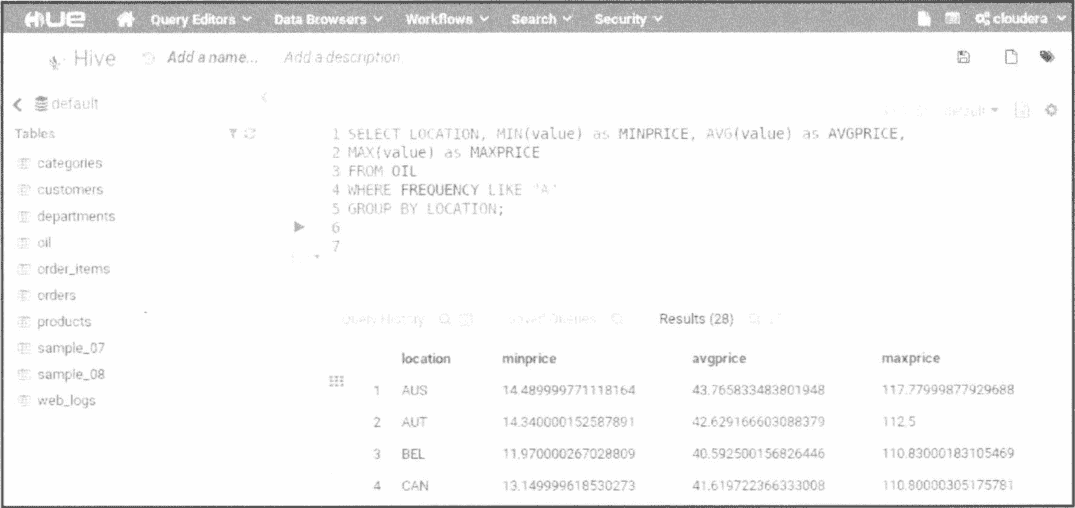 HUE Query Editors Data Browsers Workflows Search Security cloudera
Hive Add a name... Add a description.
default
default
Tables
categories
customers
departments
oil
order_items
orders
products
sample_07
sample_08
web_logs
1 SELECT LOCATION, MIN(value) as MINPRICE, AVG(value) as AVGPRICE,
2 MAX(value) as MAXPRICE
3 FROM OIL
4 WHERE FREQUENCY LIKE 'A'
5 GROUP BY LOCATION;
6
7
Query History Saved Queries Results (28)
location minprice avgprice maxprice
1 AUS 14.489999771118164 43.765833483801948 117.77999877929688
2 AUT 14.340000152587891 42.629166603088379 112.5
3 BEL 11.970000267028809 40.592500156826446 110.83000183105469
4 CAN 13.149999618530273 41.619722366333008 110.80000305175781